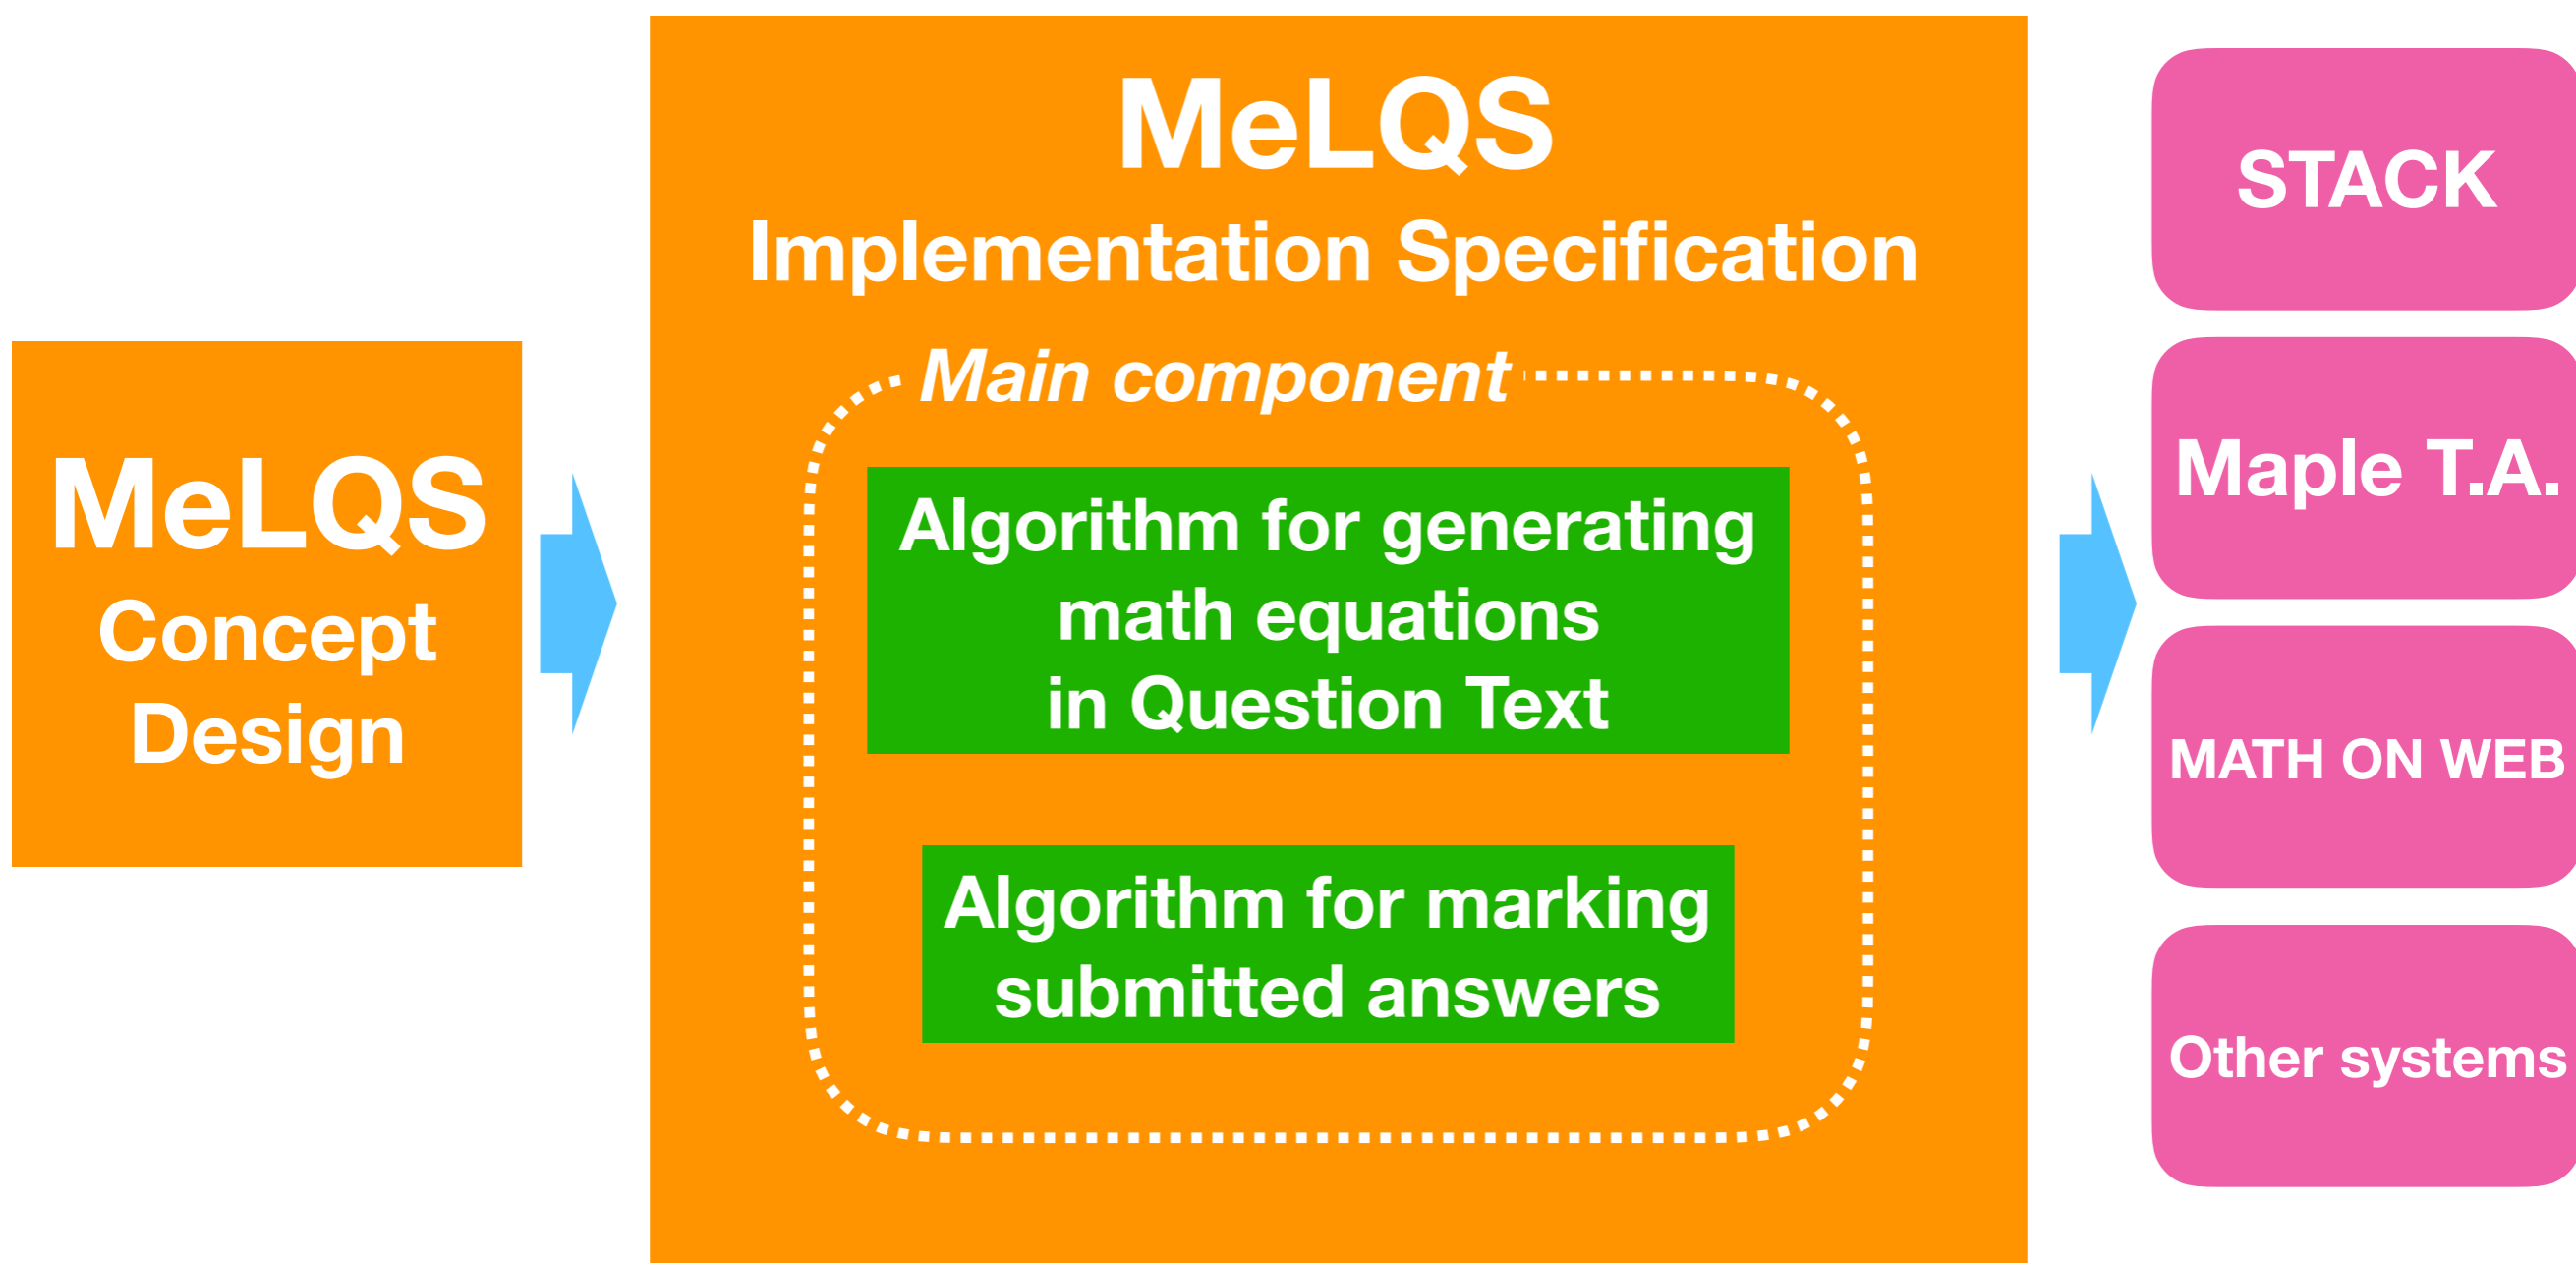 MeLQS
Concept
Design
MeLQS
Implementation Specification
Main component
Algorithm for generating
math equations
in Question Text
Algorithm for marking
submitted answers
STACK
Maple T.A.
MATH ON WEB
Other systems